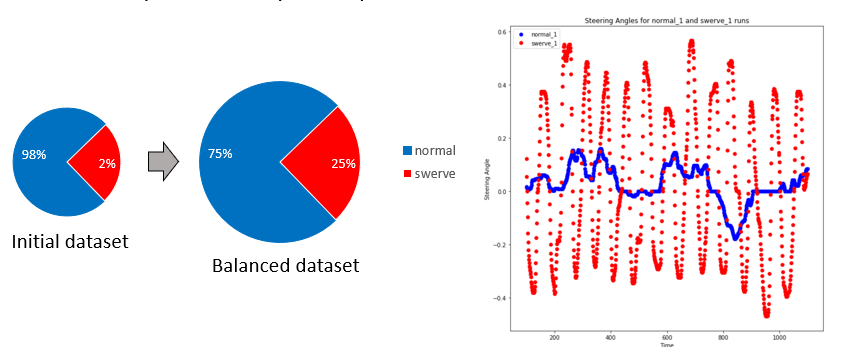 98%
2%
Initial dataset
75%
25%
Balanced dataset
normal
swerve
Steering Angles for normal_1 and swerve_1 runs
normal_1
swerve_1
Steering Angle
0.6
0.4
0.2
0.0
−0.2
−0.4
200
400
600
800
1000
Time